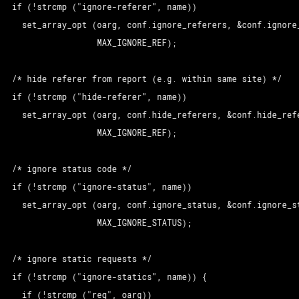 if (!strcmp ("ignore-referer", name))
set_array_opt (oarg, conf.ignore_referers, &conf.ignore_
MAX_IGNORE_REF);
/* hide referer from report (e.g. within same site) */
if (!strcmp ("hide-referer", name))
set_array_opt (oarg, conf.hide_referers, &conf.hide_refe
MAX_IGNORE_REF);
/* ignore status code */
if (!strcmp ("ignore-status", name))
set_array_opt (oarg, conf.ignore_status, &conf.ignore_st
MAX_IGNORE_STATUS);
/* ignore static requests */
if (!strcmp ("ignore-statics", name)) {
if (!strcmp ("req", oarg))